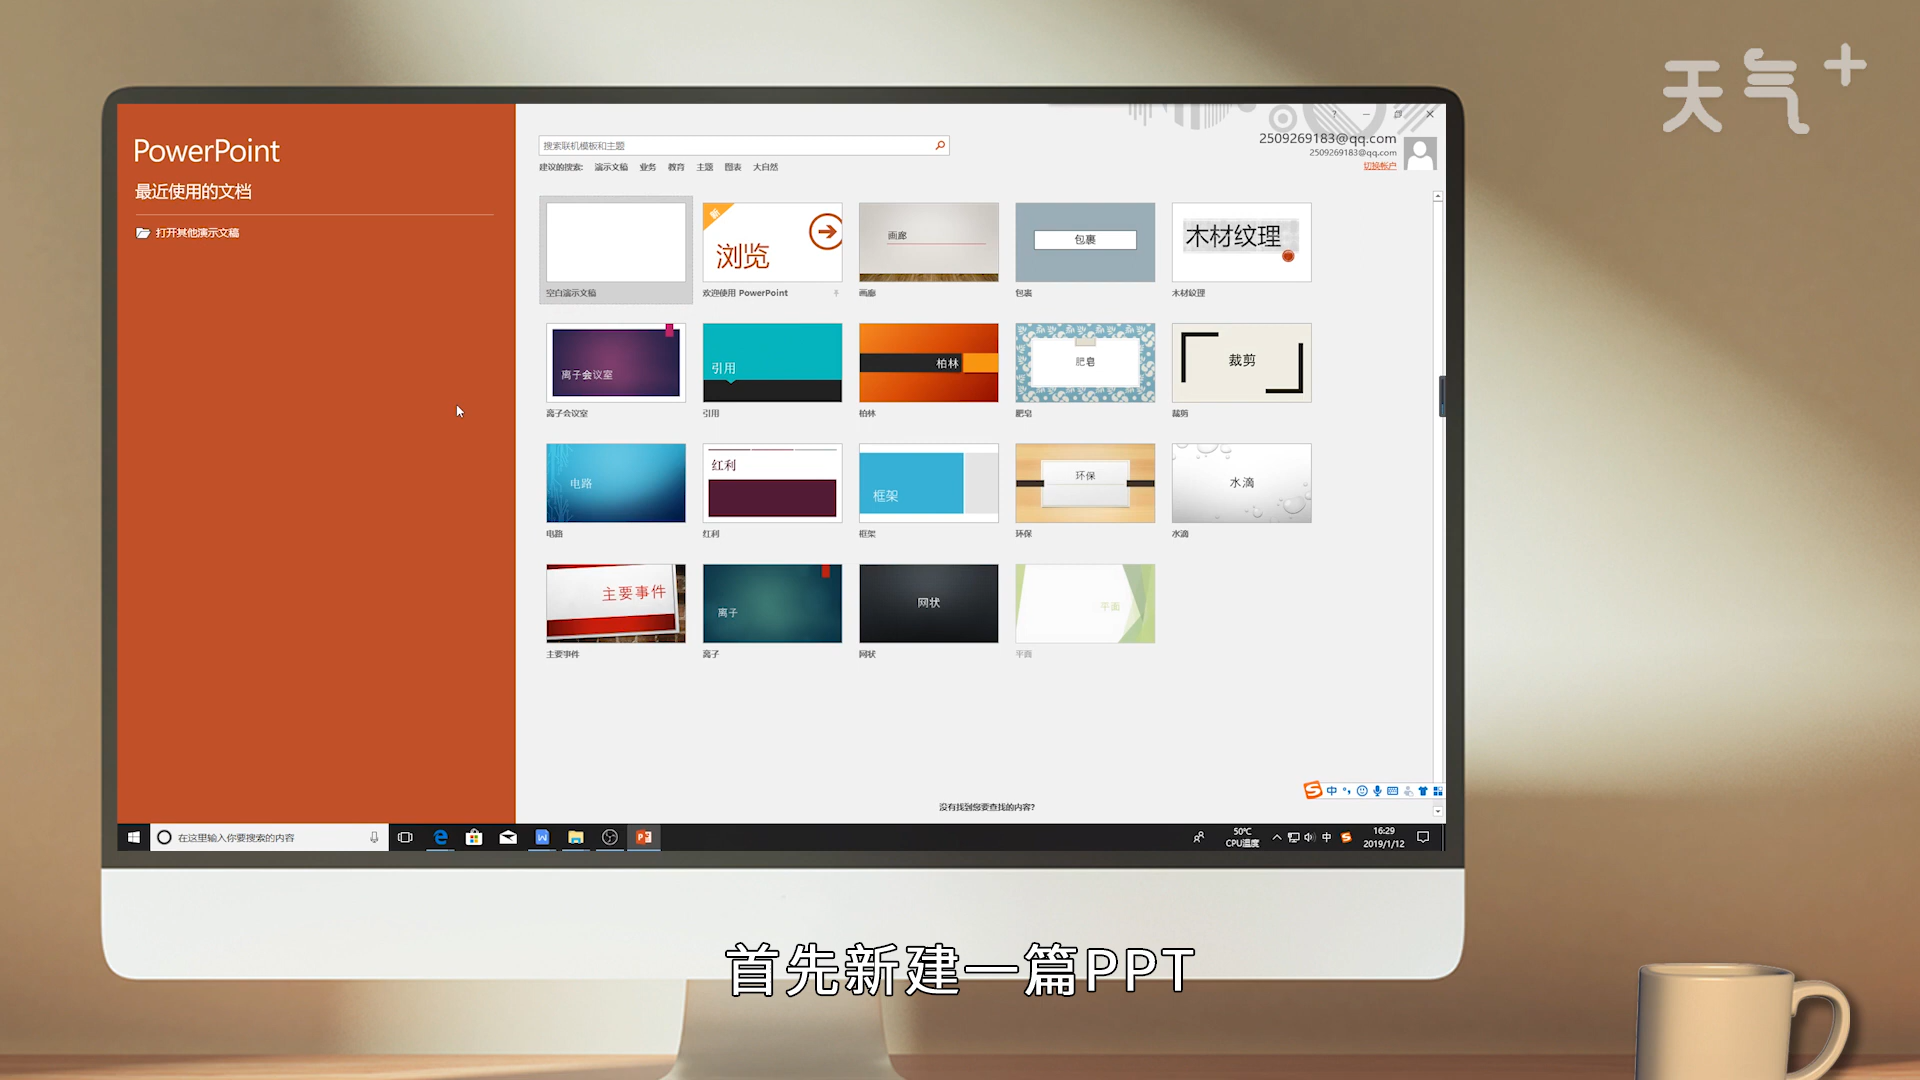 天气+
PowerPoint
最近使用的文档
打开其他演示文稿
搜索联机模板和主题
建议的搜索: 演示文稿 业务 教育 主题 图表 大自然
?
2509269183@qq.com
2509269183@qq.com
切换帐户
空白演示文稿
新
浏览
欢迎使用 PowerPoint
画廊
画廊
包裹
包裹
木材纹理
木材纹理
离子会议室
离子会议室
引用
引用
柏林
柏林
肥皂
肥皂
裁剪
裁剪
电路
电路
红利
红利
框架
框架
环保
环保
水滴
水滴
主要事件
主要事件
离子
离子
网状
网状
平面
平面
没有找到您要查找的内容?
S 中
在这里输入你要搜索的内容
50℃
CPU温度
中
16:29
2019/1/12
首先新建一篇PPT